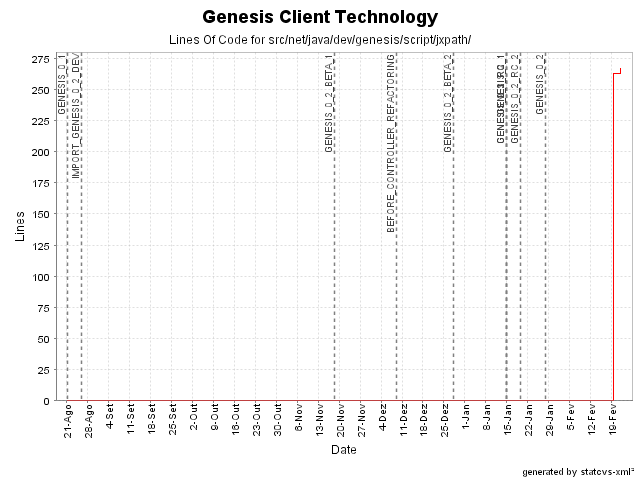 Genesis Client Technology
Lines Of Code for src/net/java/dev/genesis/script/jxpath/
275
250
225
200
175
150
125
100
75
50
25
0
Lines
GENESIS_0_1
IMPORT_GENESIS_0_2_DEV
GENESIS_0_2_BETA_1
BEFORE_CONTROLLER_REFACTORING
GENESIS_0_2_BETA_2
GENESIS_0_2_RC_2
GENESIS_0_2
21-Ago
28-Ago
4-Set
11-Set
18-Set
25-Set
2-Out
9-Out
16-Out
23-Out
30-Out
6-Nov
13-Nov
20-Nov
27-Nov
4-Dez
11-Dez
18-Dez
25-Dez
1-Jan
8-Jan
15-Jan
22-Jan
29-Jan
5-Fev
12-Fev
19-Fev
Date
generated by statcvs-xml²